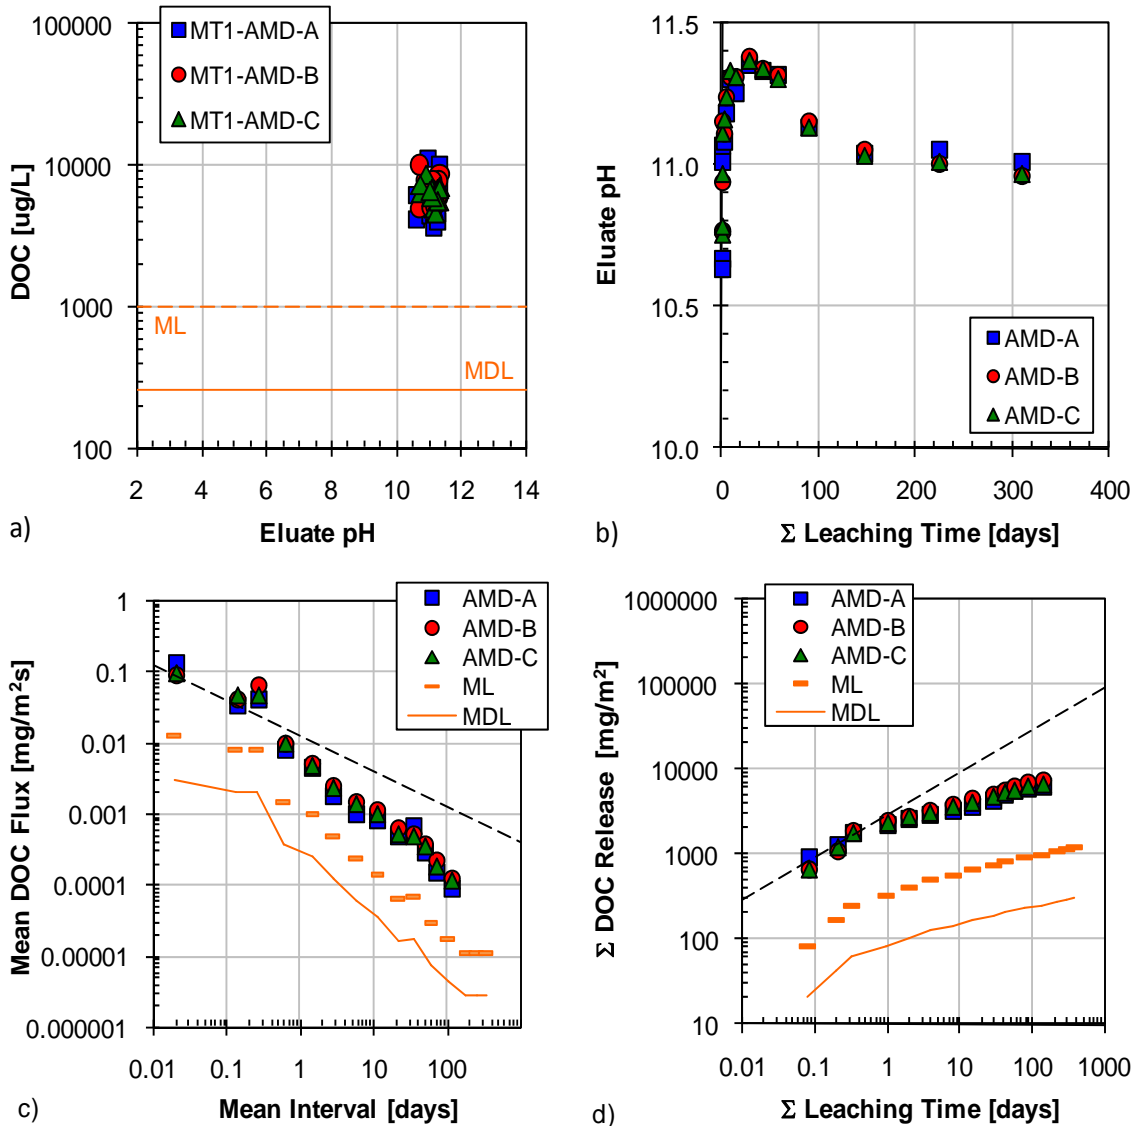 100000
10000
1000
100
DOC [ug/L]
MT1-AMD-A
MT1-AMD-B
MT1-AMD-C
ML
MDL
2 4 6 8 10 12 14
Eluate pH
a)
11.5
11.0
10.5
10.0
Eluate pH
AMD-A
AMD-B
AMD-C
0 100 200 300 400
Σ Leaching Time [days]
b)
1
0.1
0.01
0.001
0.0001
0.00001
0.000001
Mean DOC Flux [mg/m²s]
AMD-A
AMD-B
AMD-C
ML
MDL
0.01 0.1 1 10 100
Mean Interval [days]
c)
1000000
100000
10000
1000
100
10
Σ DOC Release [mg/m²]
AMD-A
AMD-B
AMD-C
ML
MDL
0.01 0.1 1 10 100 1000
Σ Leaching Time [days]
d)